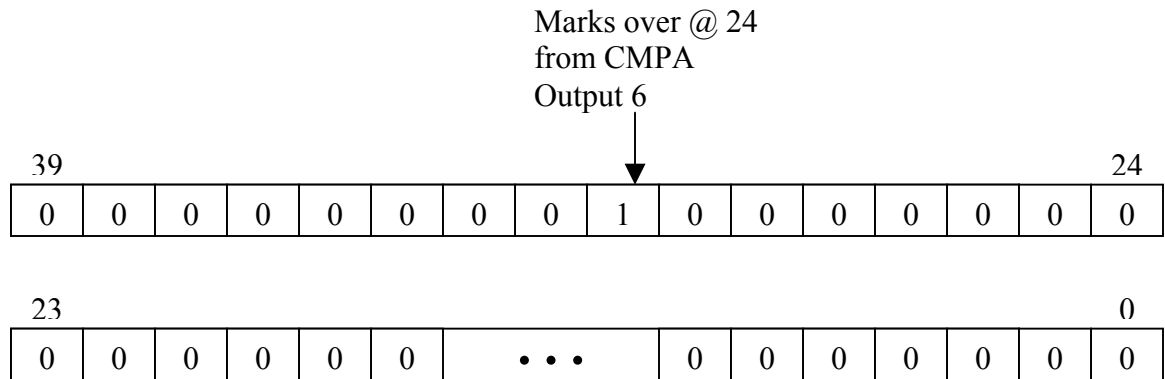 Marks over @ 24
from CMPA
Output 6
39 24
0 0 0 0 0 0 0 0 1 0 0 0 0 0 0 0
23 0
0 0 0 0 0 0 • • • 0 0 0 0 0 0 0